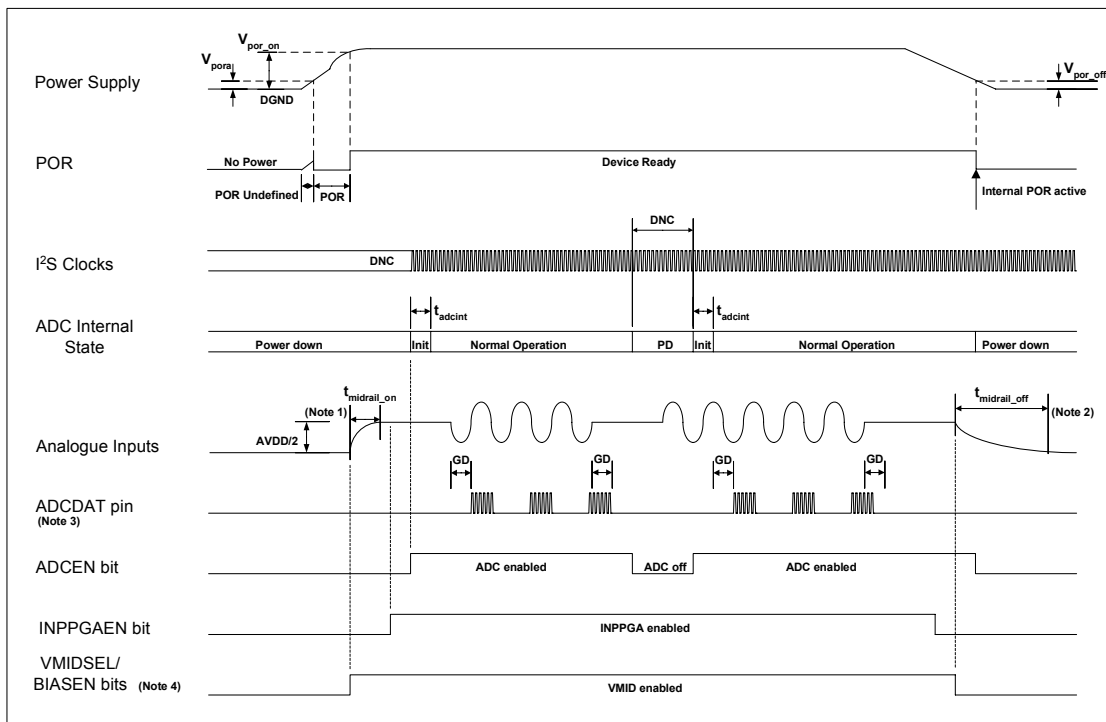 V_por_on
V_pora
V_por_off
Power Supply
DGND
POR
No Power
Device Ready
POR Undefined
POR
Internal POR active
DNC
I²S Clocks
DNC
t_adcint
t_adcint
ADC Internal
State
Power down
Init
Normal Operation
PD
Init
Normal Operation
Power down
t_midrail_on
t_midrail_off
(Note 1)
(Note 2)
Analogue Inputs
AVDD/2
GD
GD
GD
GD
ADCDAT pin
(Note 3)
ADCEN bit
ADC enabled
ADC off
ADC enabled
INPPGAEN bit
INPPGA enabled
VMIDSEL/
BIASEN bits (Note 4)
VMID enabled